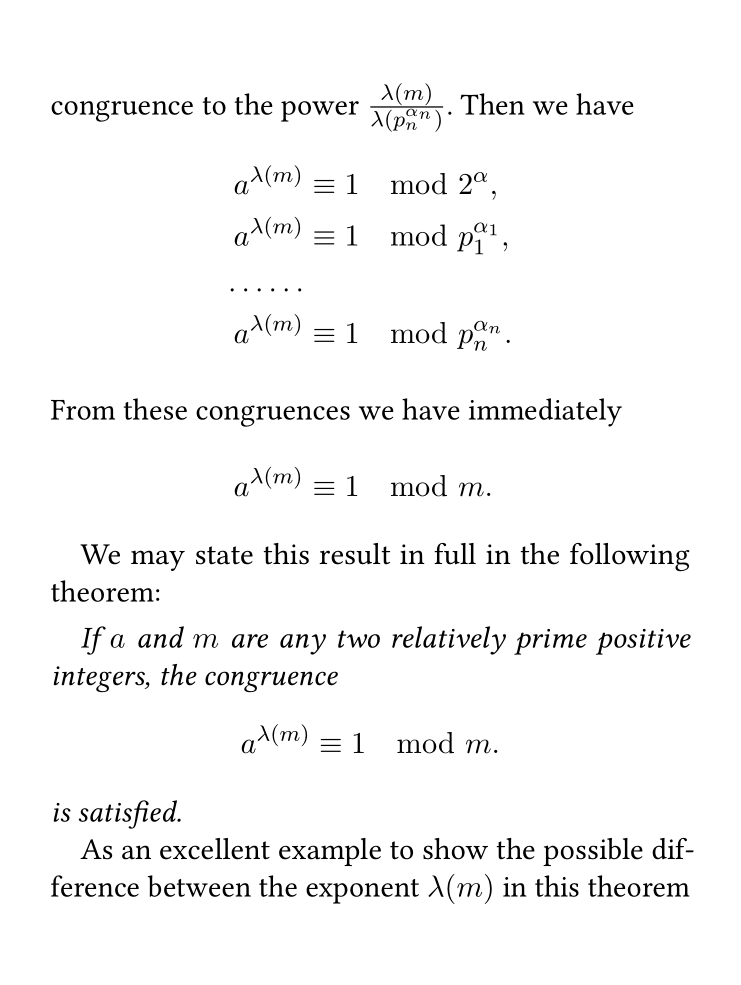 congruence to the power $\frac{\lambda(m)}{\lambda(p_n^{\alpha_n})}$. Then we have
$a^{\lambda(m)} \equiv 1 \mod 2^{\alpha},$
$a^{\lambda(m)} \equiv 1 \mod p_1^{\alpha_1},$
......
$a^{\lambda(m)} \equiv 1 \mod p_n^{\alpha_n}.$
From these congruences we have immediately
$a^{\lambda(m)} \equiv 1 \mod m.$
We may state this result in full in the following
theorem:
If $a$ and $m$ are any two relatively prime positive
integers, the congruence
$a^{\lambda(m)} \equiv 1 \mod m.$
is satisfied.
As an excellent example to show the possible dif-
ference between the exponent $\lambda(m)$ in this theorem